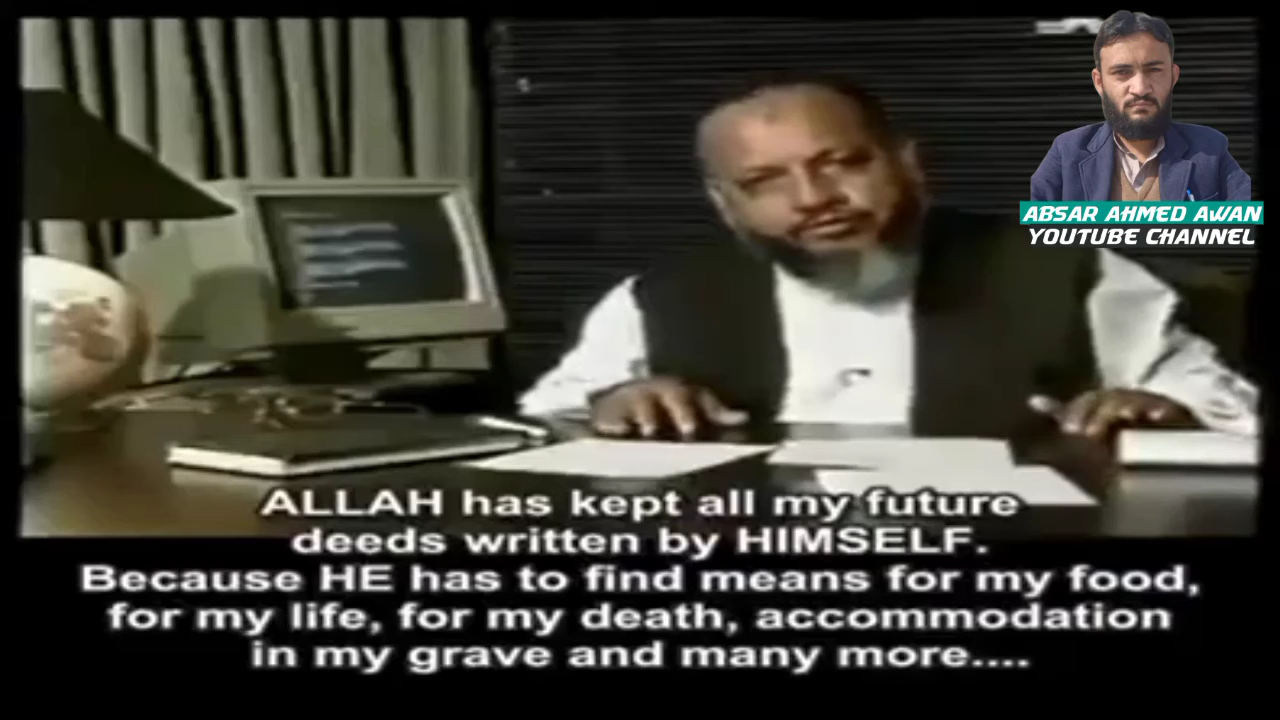 ABSAR AHMED AWAN
YOUTUBE CHANNEL
ALLAH has kept all my future
deeds written by HIMSELF.
Because HE has to find means for my food,
for my life, for my death, accommodation
in my grave and many more....